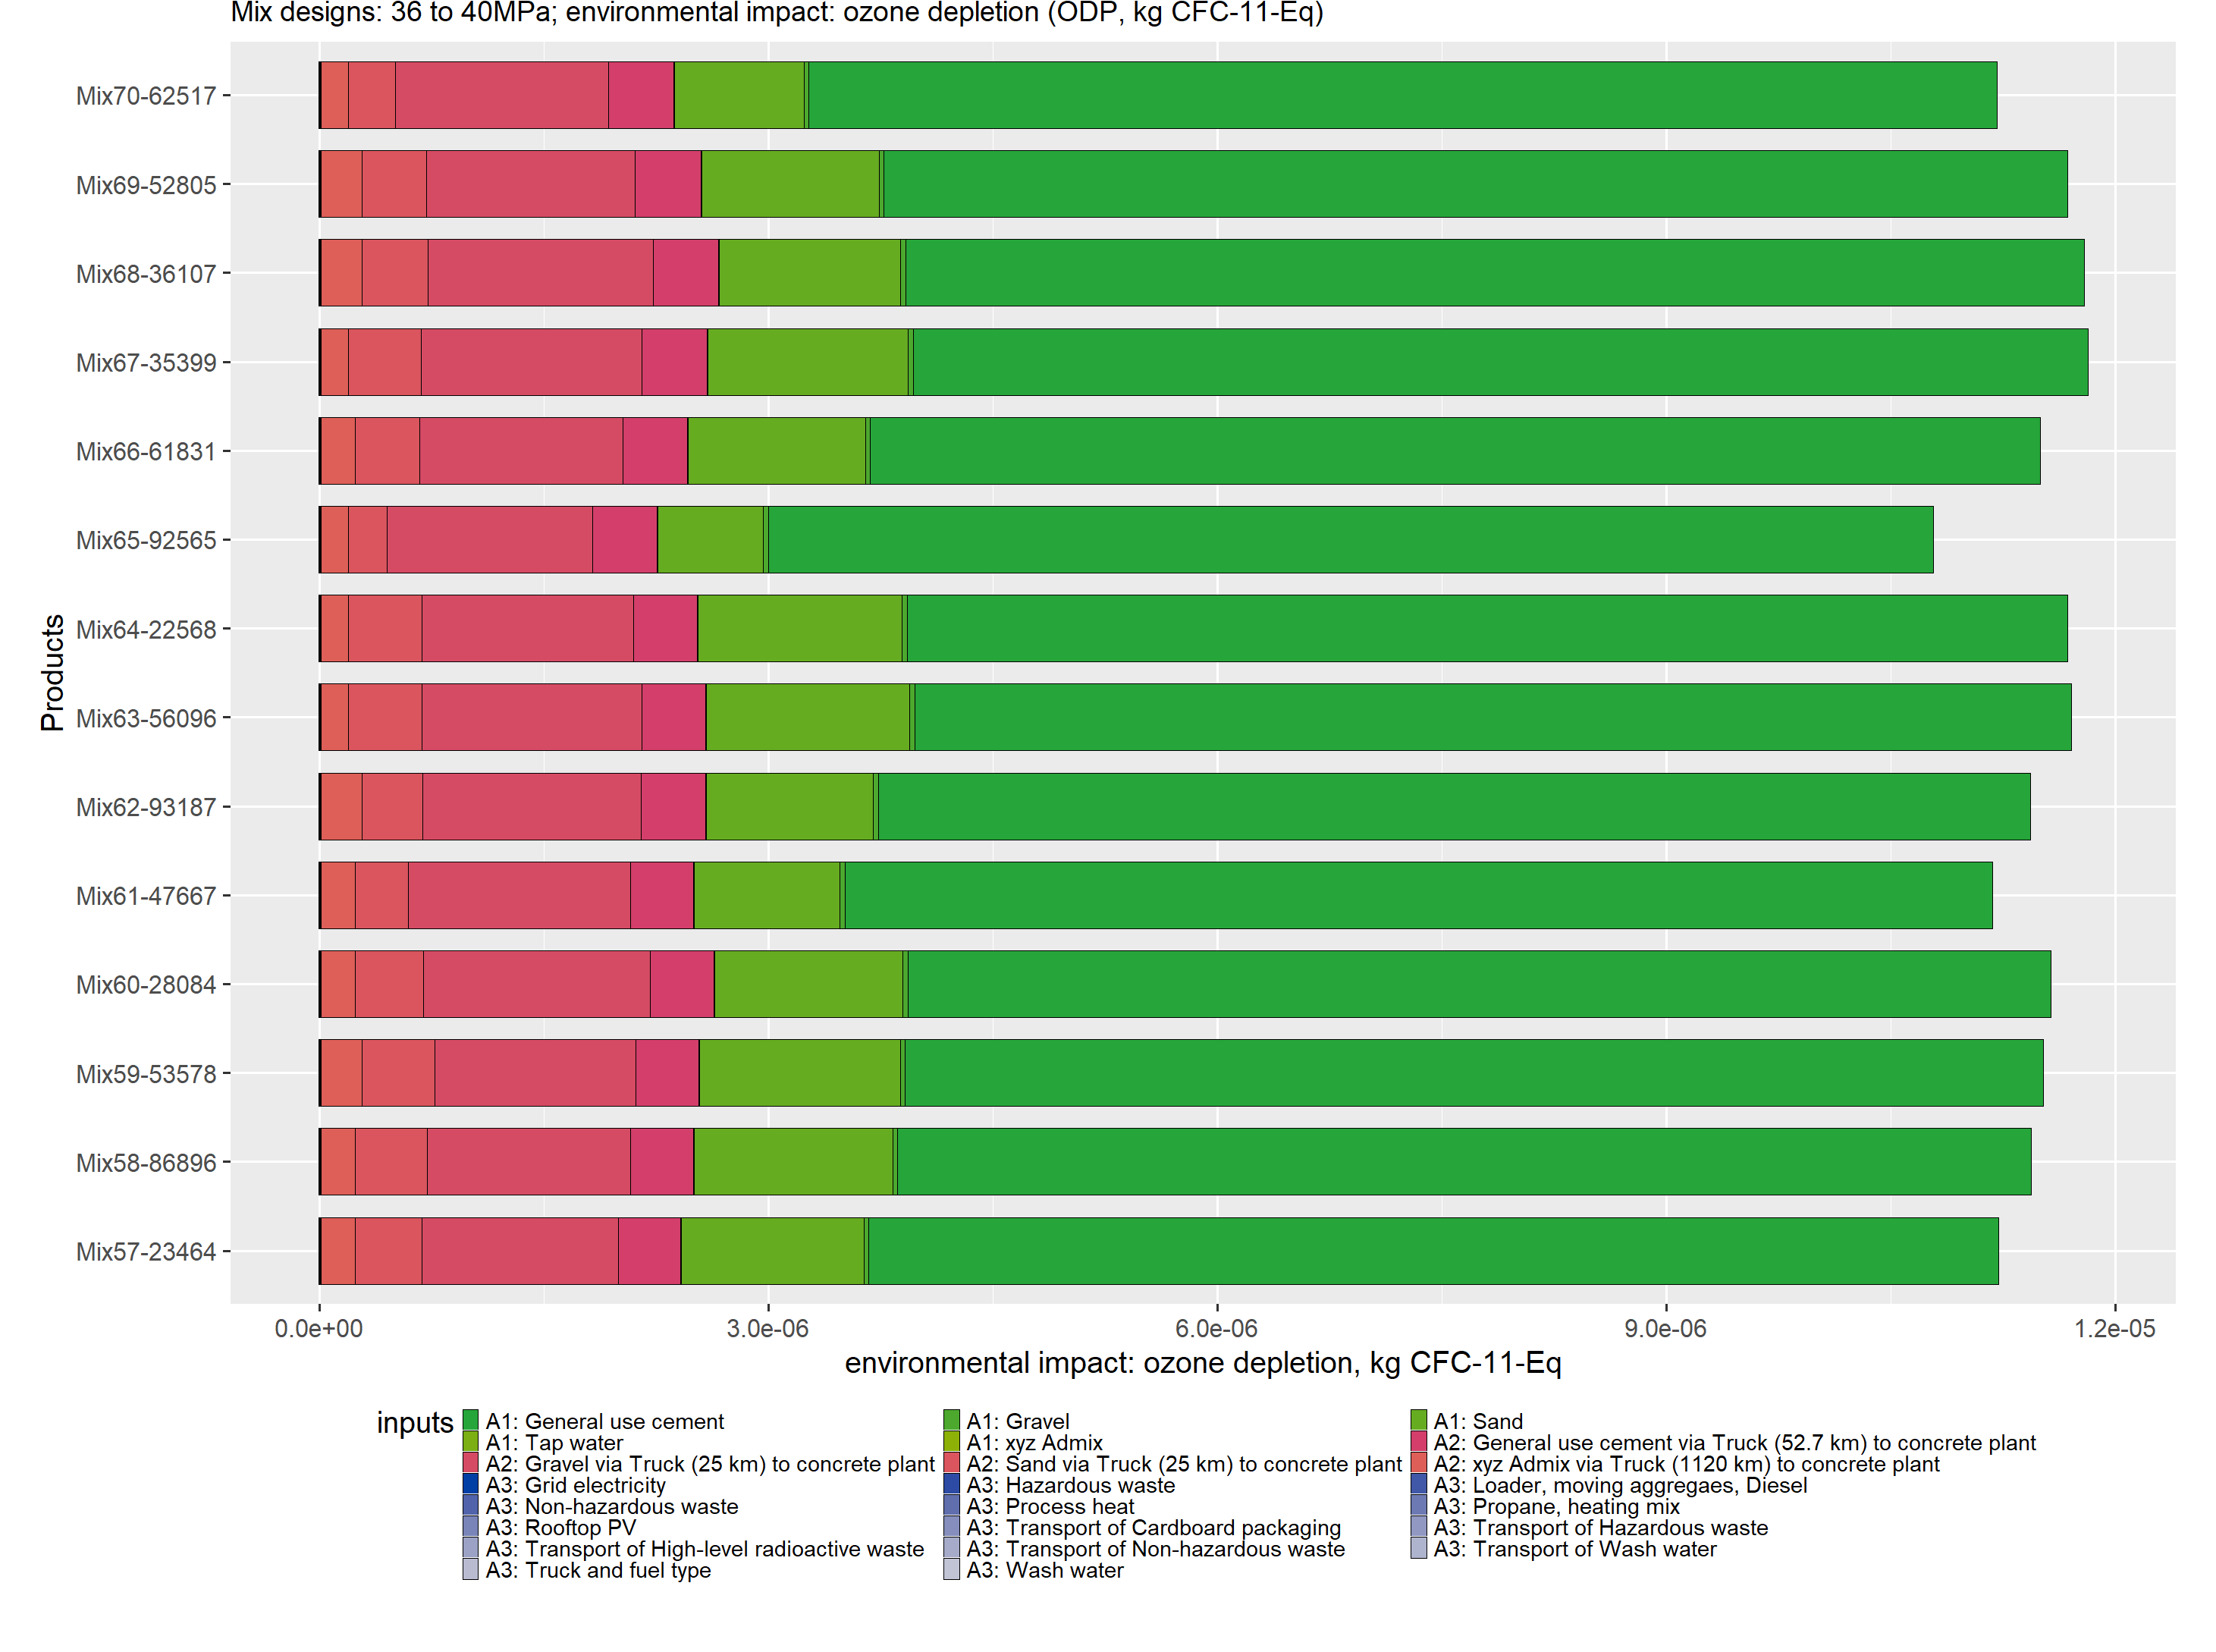 Mix designs: 36 to 40MPa; environmental impact: ozone depletion (ODP, kg CFC-11-Eq)
Products
Mix70-62517
Mix69-52805
Mix68-36107
Mix67-35399
Mix66-61831
Mix65-92565
Mix64-22568
Mix63-56096
Mix62-93187
Mix61-47667
Mix60-28084
Mix59-53578
Mix58-86896
Mix57-23464
0.0e+00 3.0e-06 6.0e-06 9.0e-06 1.2e-05
environmental impact: ozone depletion, kg CFC-11-Eq
inputs
A1: General use cement A1: Gravel A1: Sand
A1: Tap water A1: xyz Admix A2: General use cement via Truck (52.7 km) to concrete plant
A2: Gravel via Truck (25 km) to concrete plant A2: Sand via Truck (25 km) to concrete plant A2: xyz Admix via Truck (1120 km) to concrete plant
A3: Grid electricity A3: Hazardous waste A3: Loader, moving aggregaes, Diesel
A3: Non-hazardous waste A3: Process heat A3: Propane, heating mix
A3: Rooftop PV A3: Transport of Cardboard packaging A3: Transport of Hazardous waste
A3: Transport of High-level radioactive waste A3: Transport of Non-hazardous waste A3: Transport of Wash water
A3: Truck and fuel type A3: Wash water